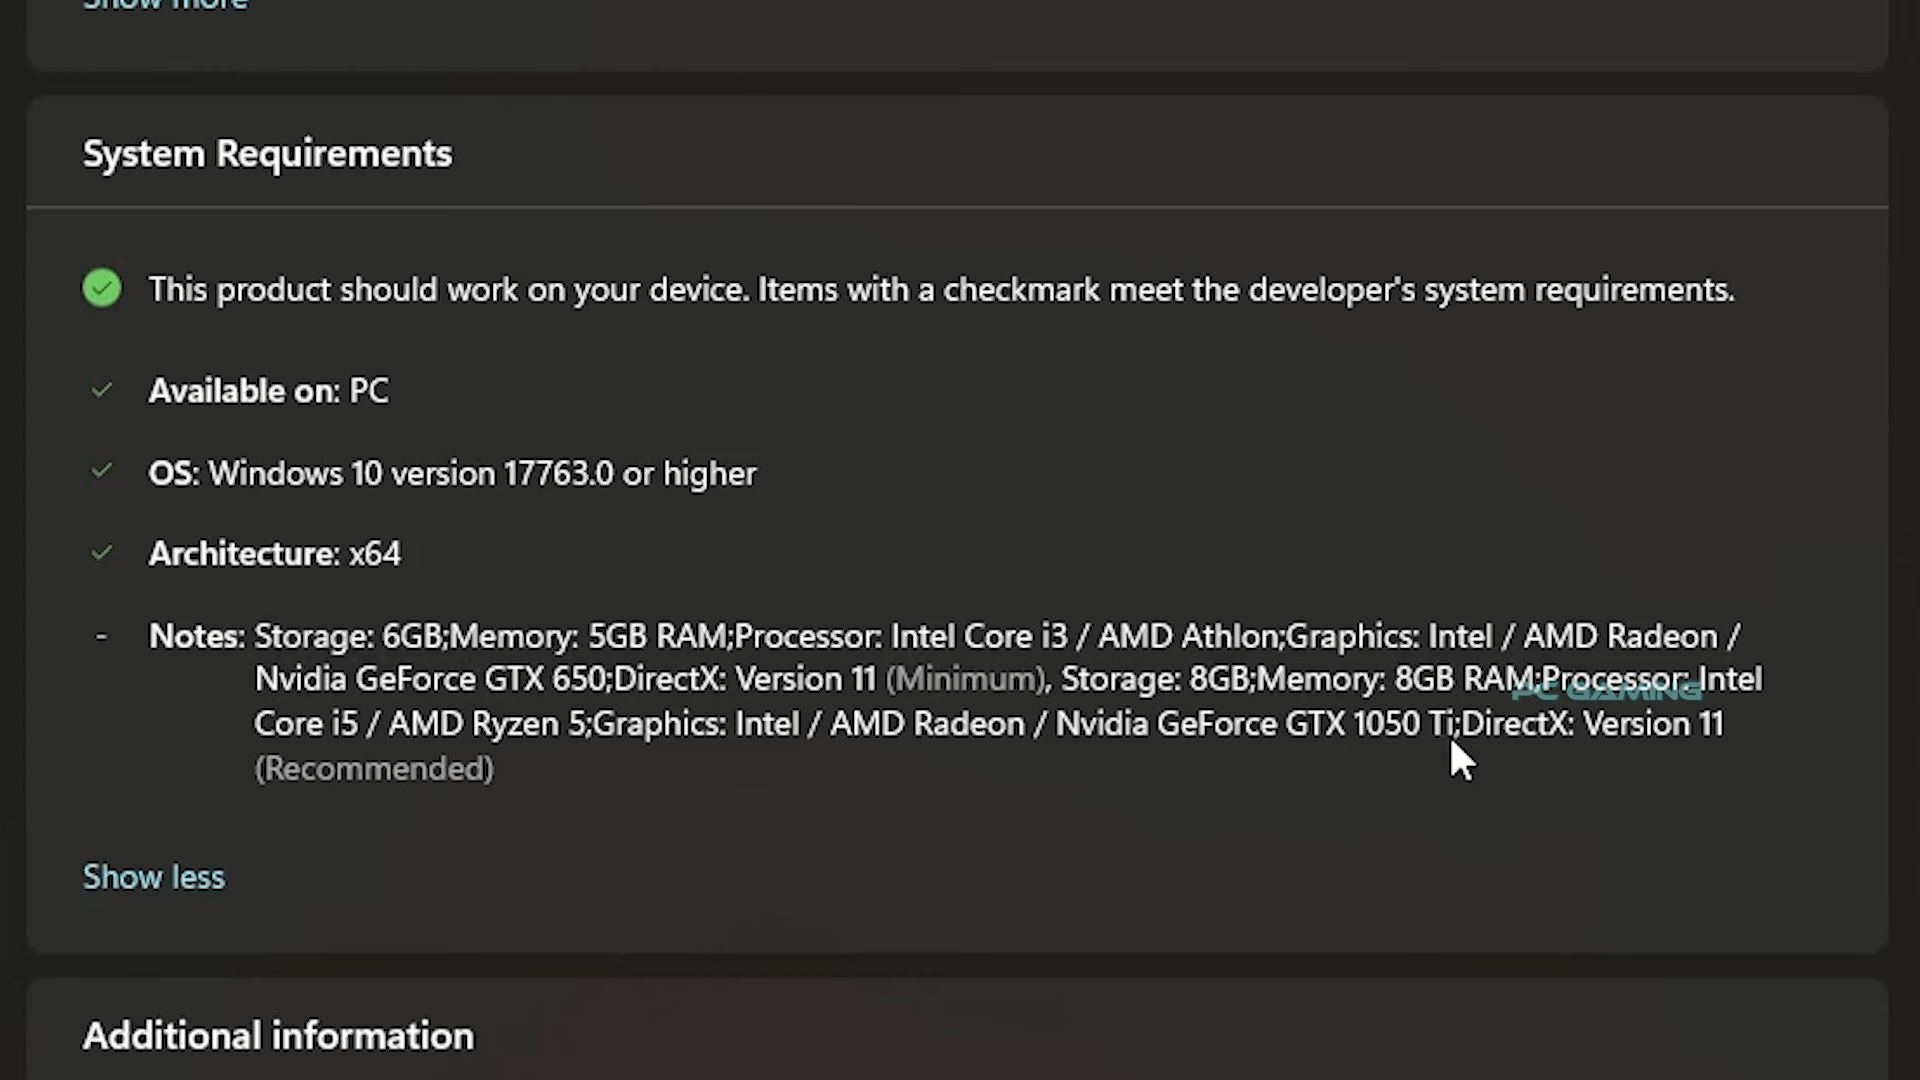 Show more
System Requirements
This product should work on your device. Items with a checkmark meet the developer's system requirements.
Available on: PC
OS: Windows 10 version 17763.0 or higher
Architecture: x64
- Notes: Storage: 6GB;Memory: 5GB RAM;Processor: Intel Core i3 / AMD Athlon;Graphics: Intel / AMD Radeon /
Nvidia GeForce GTX 650;DirectX: Version 11 (Minimum), Storage: 8GB;Memory: 8GB RAM;Processor: Intel
PC GAMING
Core i5 / AMD Ryzen 5;Graphics: Intel / AMD Radeon / Nvidia GeForce GTX 1050 Ti;DirectX: Version 11
(Recommended)
Show less
Additional information